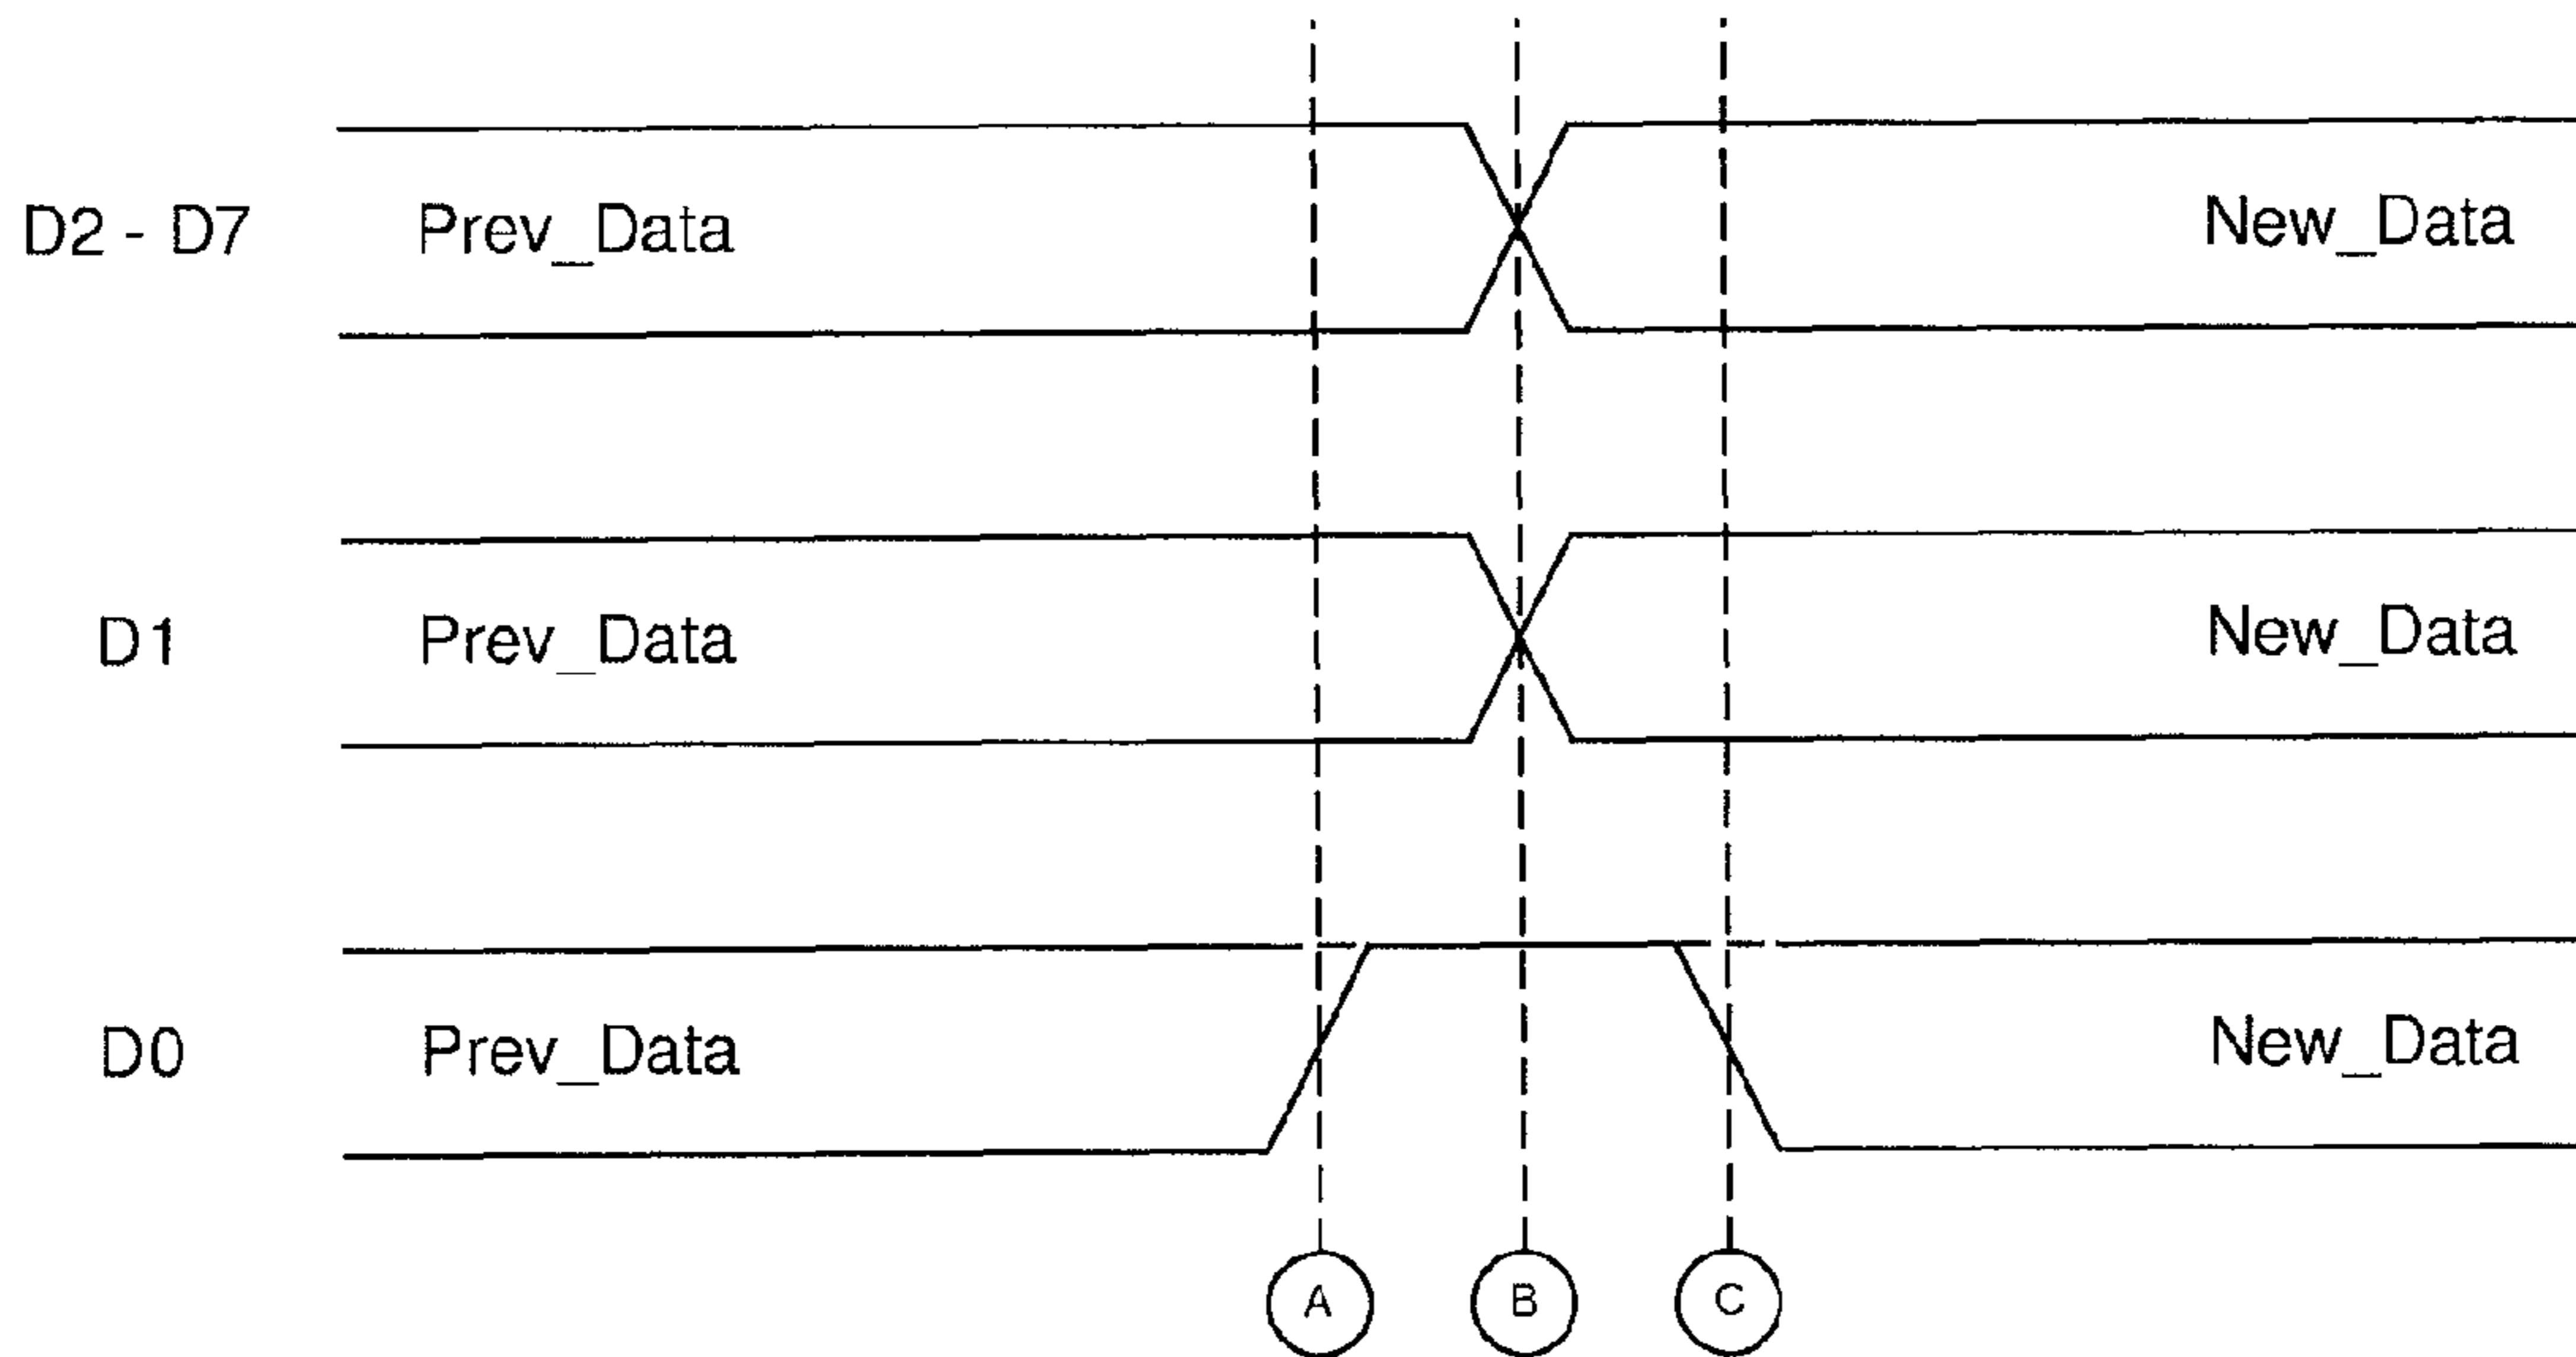 D2 - D7 Prev_Data New_Data
D1 Prev_Data New_Data
D0 Prev_Data New_Data
A B C